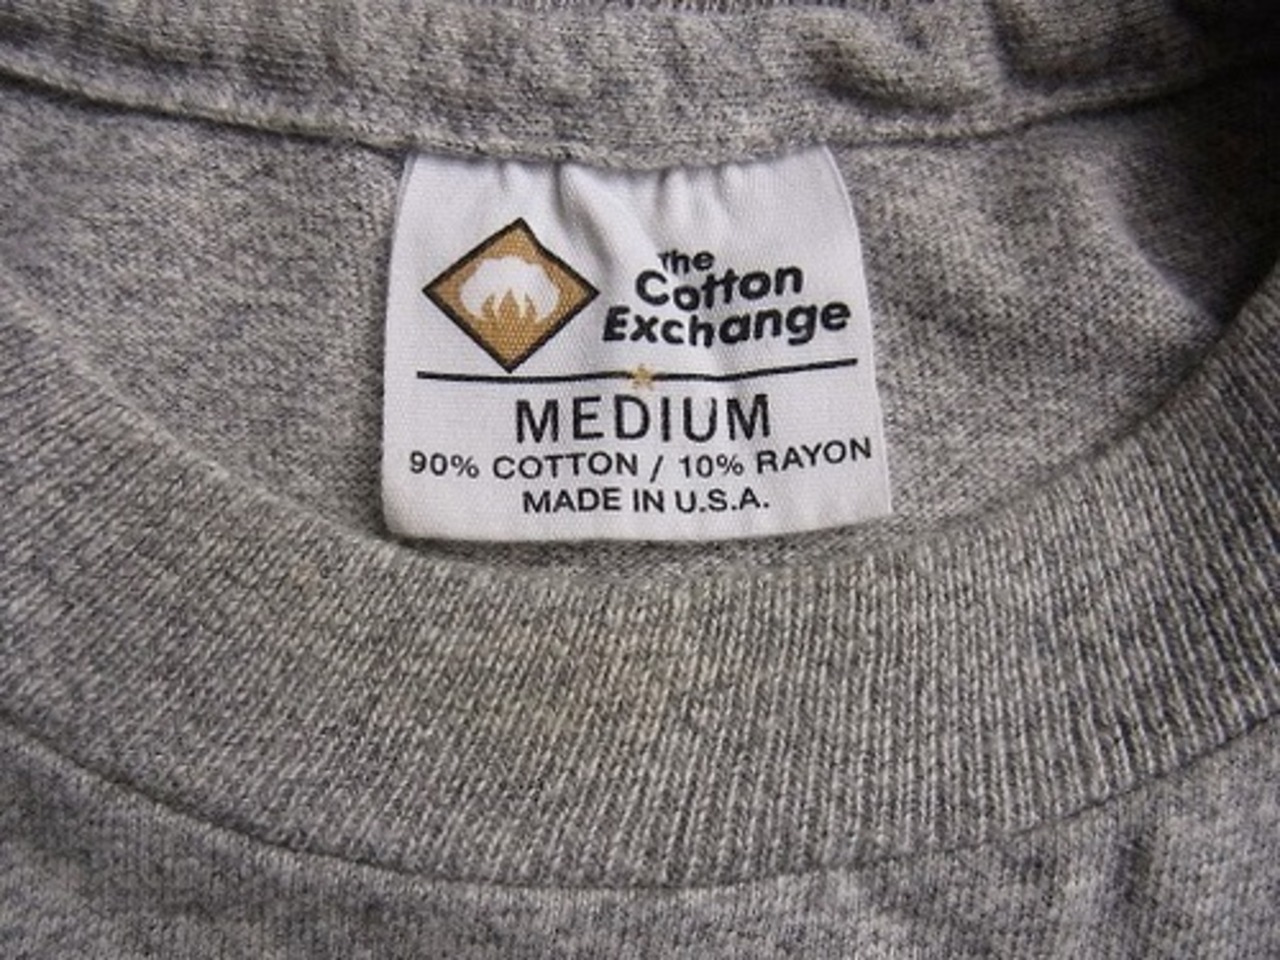 The
Cotton
Exchange
MEDIUM
90% COTTON / 10% RAYON
MADE IN U.S.A.